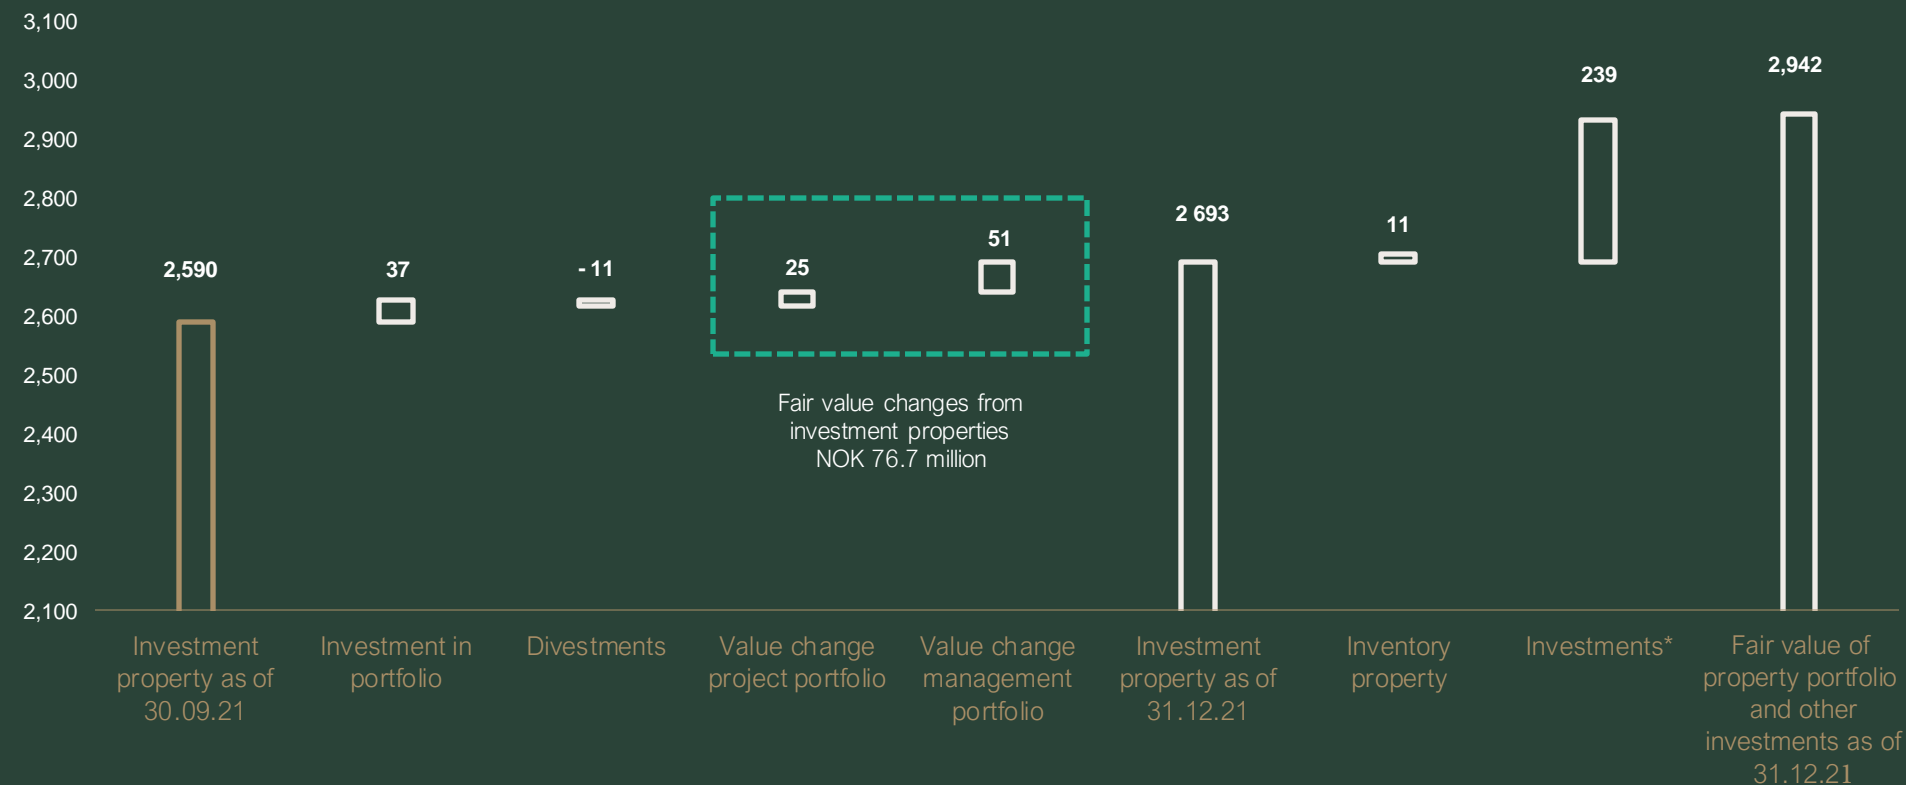 3,100
3,000
2,900
2,800
2,700
2,600
2,500
2,400
2,300
2,200
2,100
2,590
37
- 11
25
51
2 693
11
239
2,942
Fair value changes from
investment properties
NOK 76.7 million
Investment
property as of
30.09.21
Investment in
portfolio
Divestments
Value change
project portfolio
Value change
management
portfolio
Investment
property as of
31.12.21
Inventory
property
Investments*
Fair value of
property portfolio
and other
investments as of
31.12.21